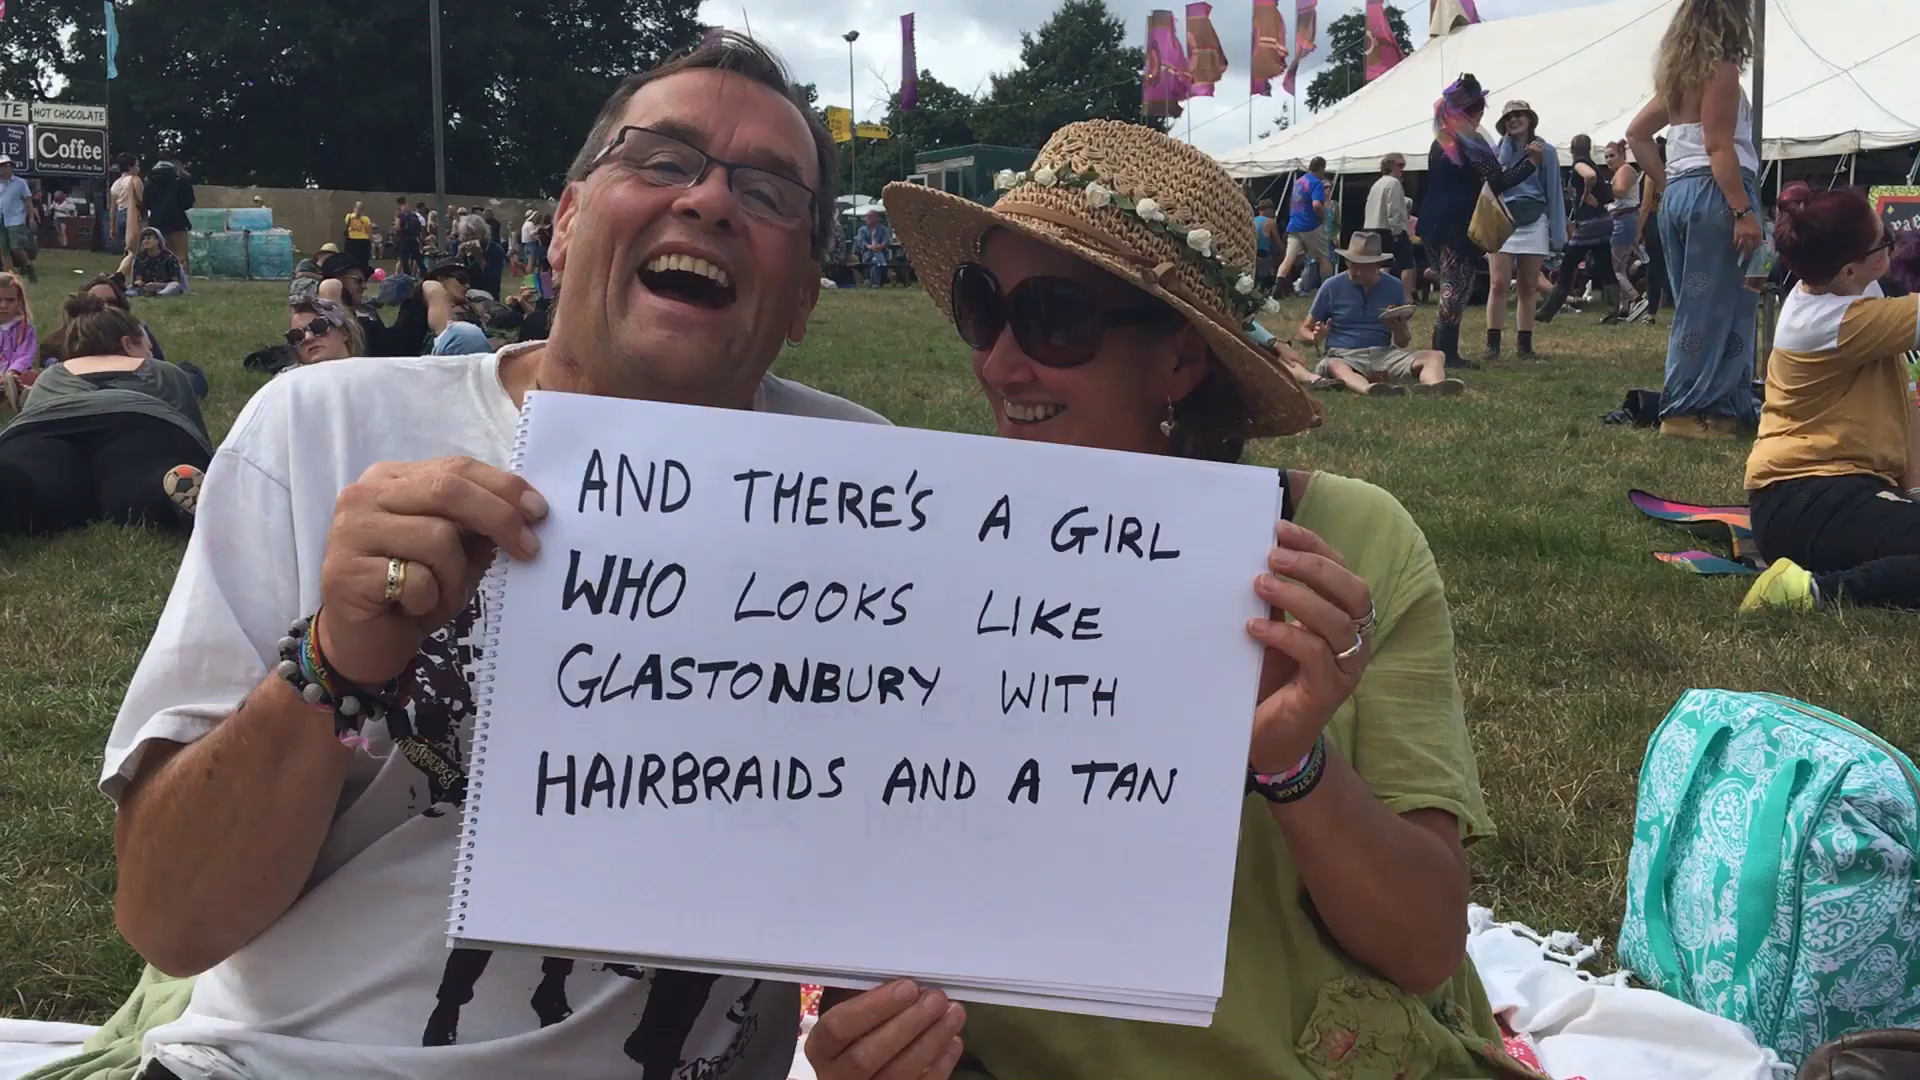 HOT CHOCOLATE
Coffee
AND THERE'S A GIRL
WHO LOOKS LIKE
GLASTONBURY WITH
HAIRBRAIDS AND A TAN